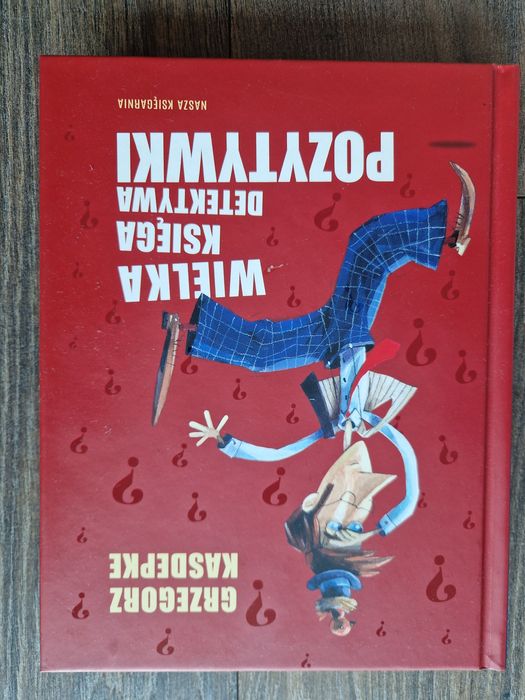 GRZEGORZ
KASDEPKE
WIELKA
KSIĘGA
DETEKTYWA
POZYTYWKI
NASZA KSIĘGARNIA